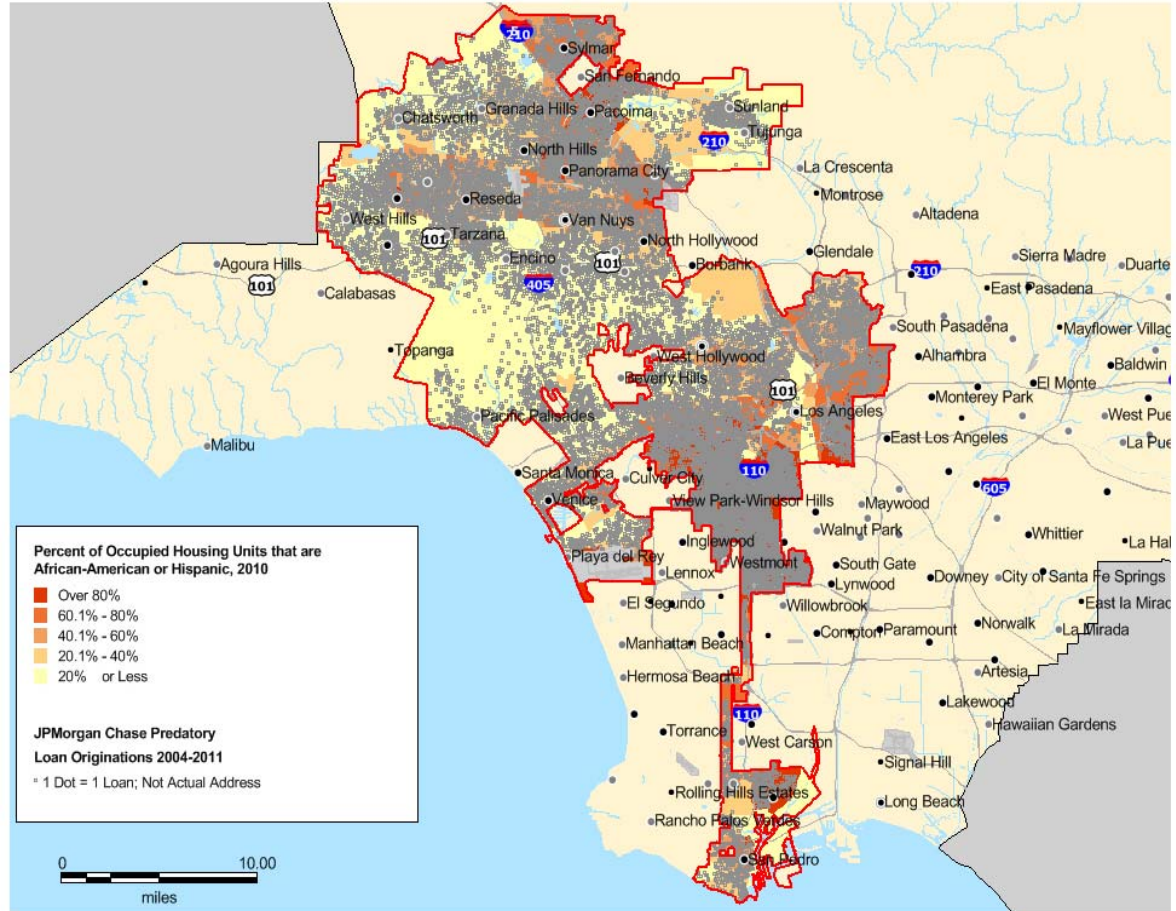 210
Sylmar
San Fernando
Granada Hills
Sunland
Chatsworth
Pacoima
Tujunga
210
North Hills
La Crescenta
Panorama City
Montrose
Reseda
Altadena
West Hills
Van Nuys
101
Tarzana
North Hollywood
Glendale
Sierra Madre
Agoura Hills
Encino
101
Borbank
210
Duarte
101
405
East Pasadena
Calabasas
South Pasadena
Mayflower Villag
Topanga
West Hollywood
Alhambra
Baldwin
Beverly Hills
El Monte
101
Monterey Park
Pacific Palisades
Los Angeles
West Pue
Malibu
East Los Angeles
La Pue
Santa Monica
Culver City
110
605
Venice
View Park-Windsor Hills
Maywood
Walnut Park
Whittier
Inglewood
La Hal
Playa del Rey
Westmont
South Gate
Lennox
Lynwood
Downey
City of Santa Fe Springs
El Segundo
Willowbrook
East la Mirad
Manhattan Beach
Compton
Paramount
Norwalk
La Mirada
Hermosa Beach
Artesia
Lakewood
110
Hawaiian Gardens
Torrance
West Carson
Signal Hill
Rolling Hills Estates
Long Beach
Rancho Palos Verdes
San Pedro
Percent of Occupied Housing Units that are
African-American or Hispanic, 2010
Over 80%
60.1% - 80%
40.1% - 60%
20.1% - 40%
20% or Less
JPMorgan Chase Predatory
Loan Originations 2004-2011
1 Dot = 1 Loan; Not Actual Address
0 10.00
miles